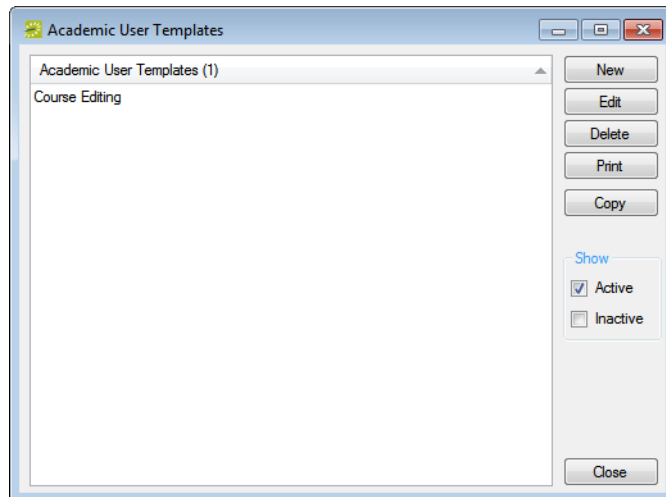 Academic User Templates
Academic User Templates (1)
Course Editing
New
Edit
Delete
Print
Copy
Show
Active
Inactive
Close